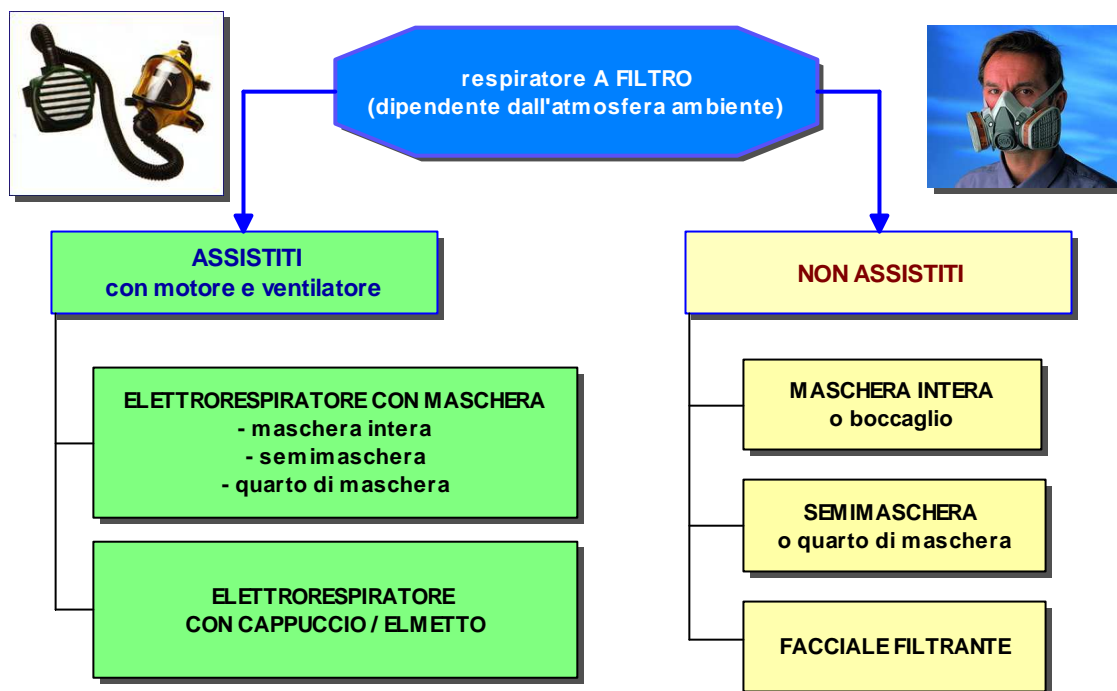 respiratore A FILTRO
(dipendente dall'atmosfera ambiente)
ASSISTITI
con motore e ventilatore
NON ASSISTITI
ELETTRORESPIRATORE CON MASCHERA
- maschera intera
- semimaschera
- quarto di maschera
ELETTRORESPIRATORE
CON CAPPUCCIO / ELMETTO
MASCHERA INTERA
o boccaglio
SEMIMASCHERA
o quarto di maschera
FACCIALE FILTRANTE